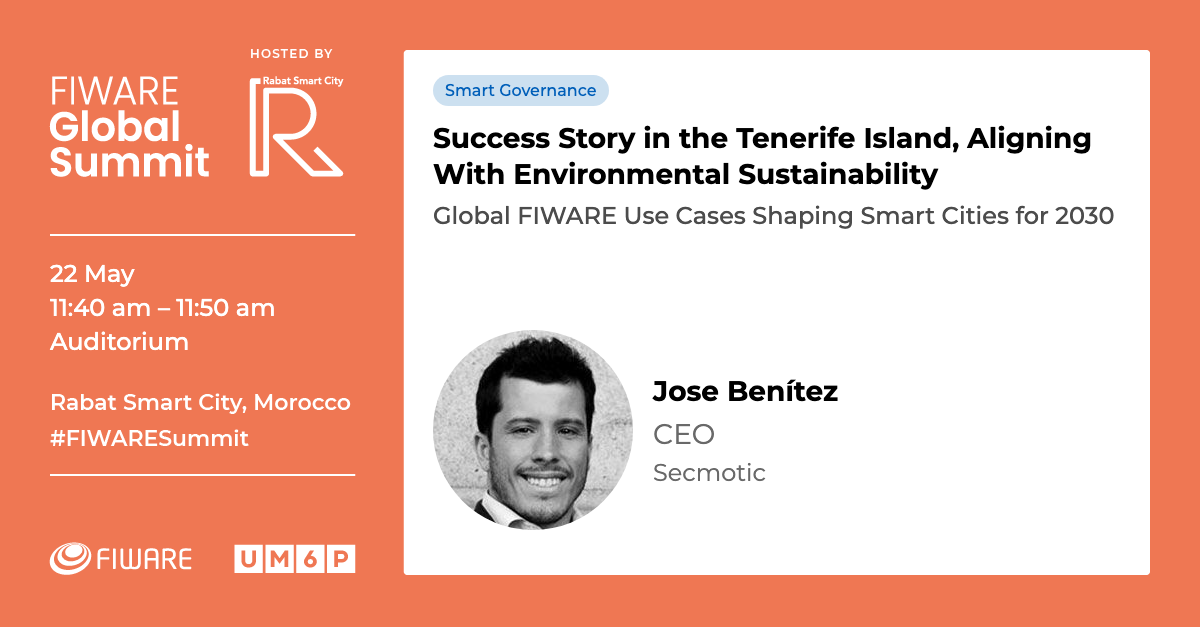 HOSTED BY
FIWARE
Global
Summit
Rabat Smart City
R
22 May
11:40 am – 11:50 am
Auditorium
Rabat Smart City, Morocco
#FIWARESummit
FIWARE
UM6P
Smart Governance
Success Story in the Tenerife Island, Aligning
With Environmental Sustainability
Global FIWARE Use Cases Shaping Smart Cities for 2030
Jose Benítez
CEO
Secmotic